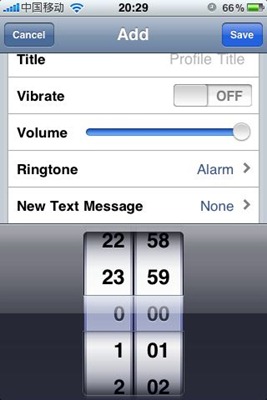 中国移动 20:29 66%
Cancel Add Save
Title Profile Title
Vibrate OFF
Volume
Ringtone Alarm
New Text Message None
22 58
23 59
0 00
1 01
2 02